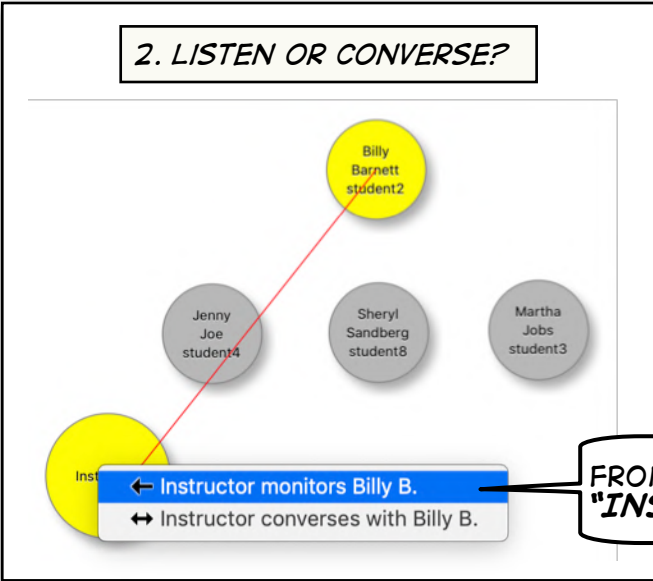 2. LISTEN OR CONVERSE?
Billy
Barnett
student2
Jenny
Joe
student4
Sheryl
Sandberg
student8
Martha
Jobs
student3
Inst
← Instructor monitors Billy B.
↔ Instructor converses with Billy B.
FROM
"INS